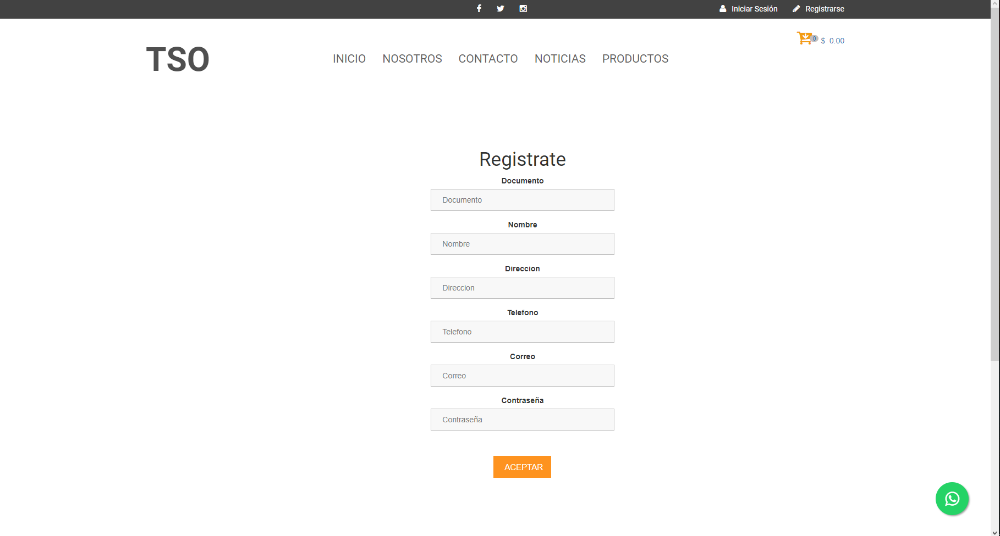 Iniciar Sesión Registrarse
0 $ 0.00
TSO
INICIO NOSOTROS CONTACTO NOTICIAS PRODUCTOS
Registrate
Documento
Documento
Nombre
Nombre
Direccion
Direccion
Telefono
Telefono
Correo
Correo
Contraseña
Contraseña
ACEPTAR